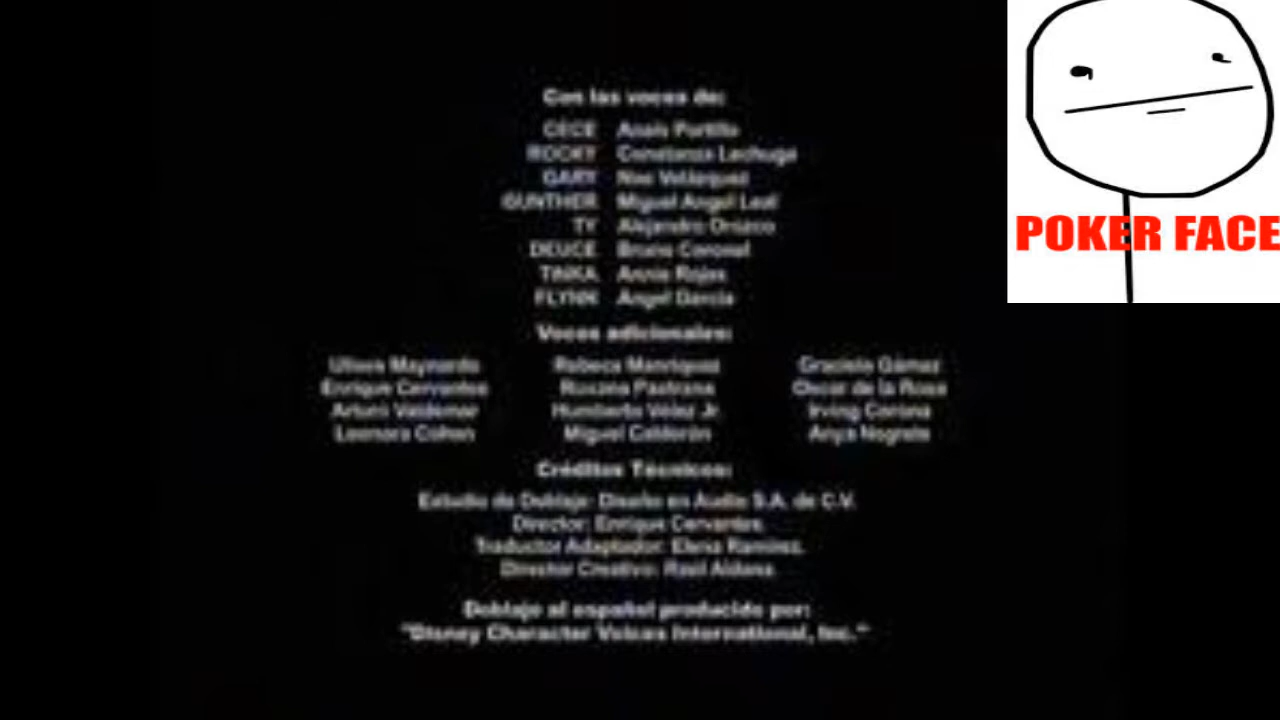 Con las voces de:
CECE Anaís Portillo
ROCKY Constanza Lechuga
GARY Noe Velázquez
GUNTHER Miguel Angel Leal
TY Alejandro Orozco
DEUCE Bruno Coronel
TINKA Annie Rojas
FLYNN Angel García
Voces adicionales:
Ulises Maynardo Rebeca Manríquez Graciela Gámez
Enrique Cervantes Roxana Pastrana Oscar de la Rosa
Arturo Valdemar Humberto Vélez Jr. Irving Corona
Leonora Cohen Miguel Calderón Anya Negrete
Créditos Técnicos:
Estudio de Doblaje: Diseño en Audio S.A. de C.V.
Director: Enrique Cervantes.
Traductor Adaptador: Elena Ramírez.
Director Creativo: Raúl Aldana
Doblaje al español producido por:
"Disney Character Voices International, Inc."
POKER FACE